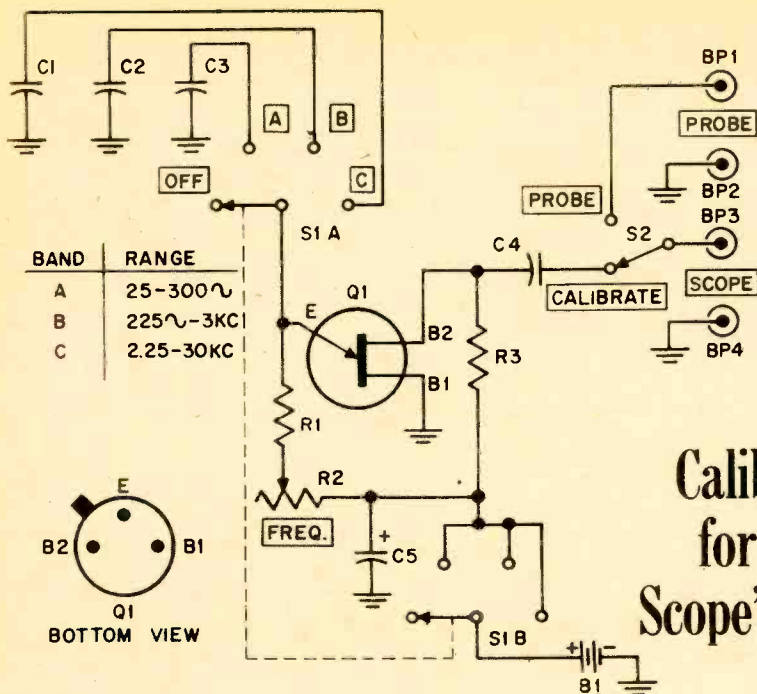 C1
C2
C3
A
B
OFF
C
S1 A
BAND RANGE
A 25-300∿
B 225∿-3KC
C 2.25-30KC
E
Q1
B2
B1
C4
R3
R1
R2
FREQ.
C5
+
S1 B
+ -
B1
BP1
PROBE
BP2
PROBE
BP3
S2
SCOPE
CALIBRATE
BP4
E
B2 B1
Q1
BOTTOM VIEW
Calib
for
Scope'